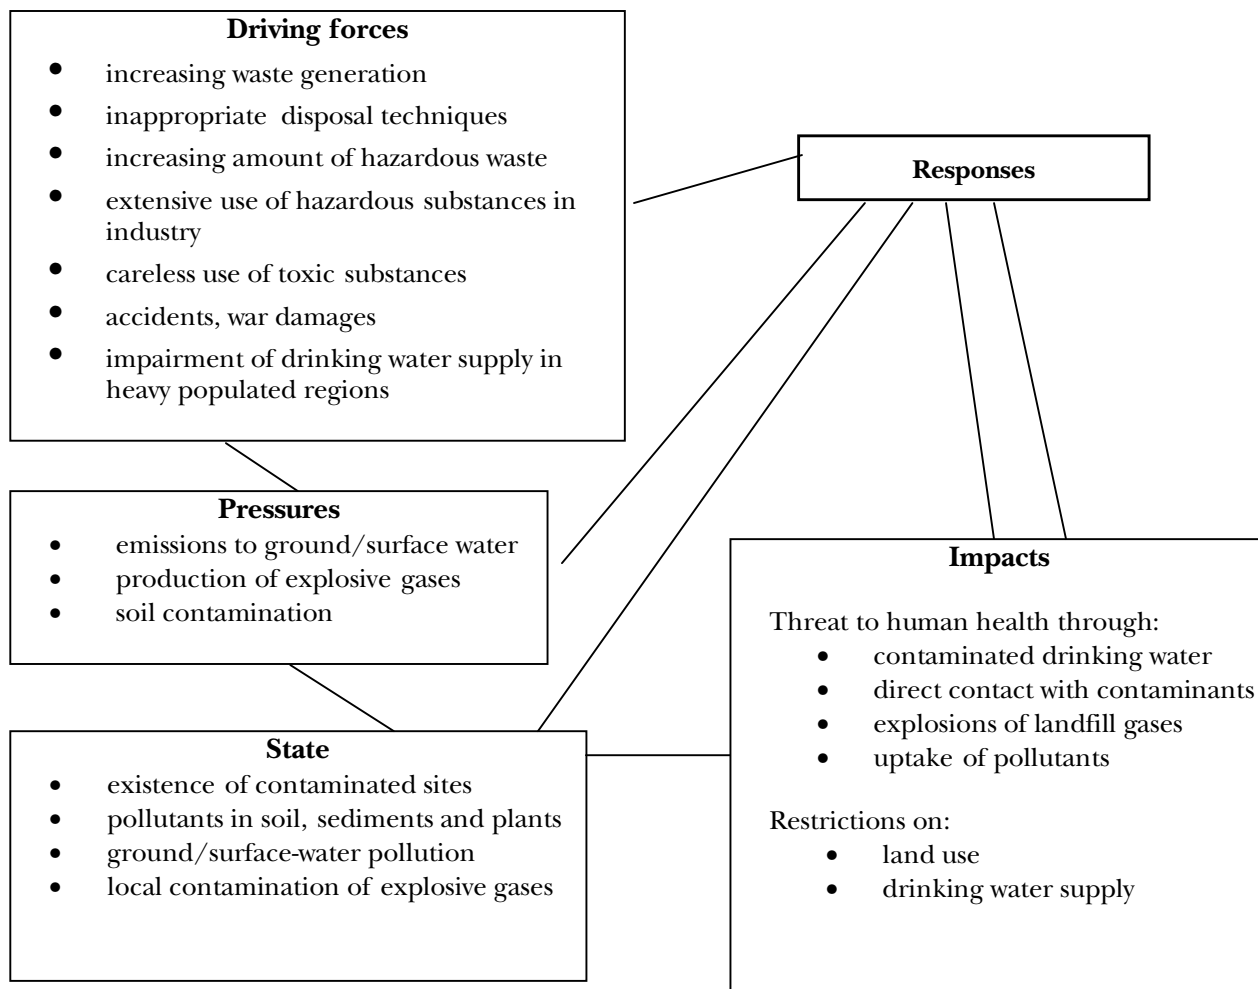 Driving forces
• increasing waste generation
• inappropriate disposal techniques
• increasing amount of hazardous waste
• extensive use of hazardous substances in
industry
• careless use of toxic substances
• accidents, war damages
• impairment of drinking water supply in
heavy populated regions
Responses
Pressures
• emissions to ground/surface water
• production of explosive gases
• soil contamination
State
• existence of contaminated sites
• pollutants in soil, sediments and plants
• ground/surface-water pollution
• local contamination of explosive gases
Impacts
Threat to human health through:
• contaminated drinking water
• direct contact with contaminants
• explosions of landfill gases
• uptake of pollutants
Restrictions on:
• land use
• drinking water supply